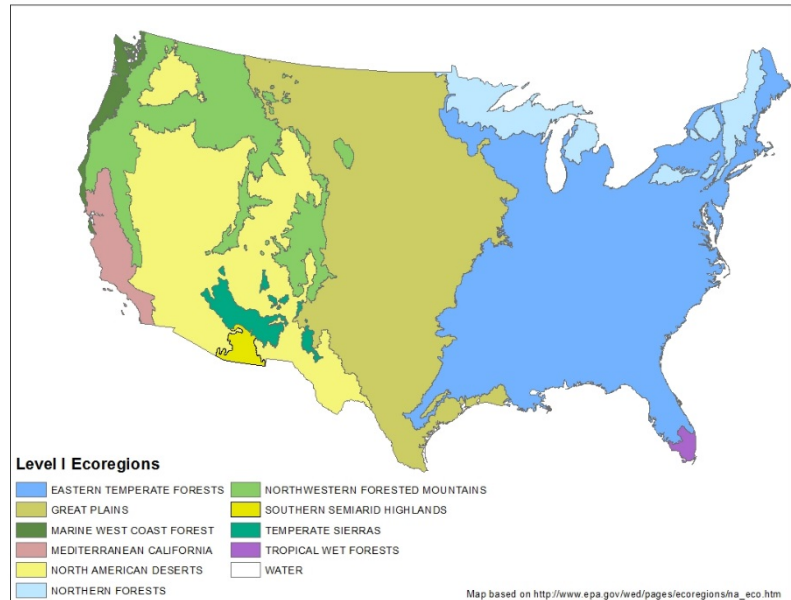 Level I Ecoregions
EASTERN TEMPERATE FORESTS
GREAT PLAINS
MARINE WEST COAST FOREST
MEDITERRANEAN CALIFORNIA
NORTH AMERICAN DESERTS
NORTHERN FORESTS
NORTHWESTERN FORESTED MOUNTAINS
SOUTHERN SEMIARID HIGHLANDS
TEMPERATE SIERRAS
TROPICAL WET FORESTS
WATER
Map based on http://www.epa.gov/wed/pages/ecoregions/na_eco.htm